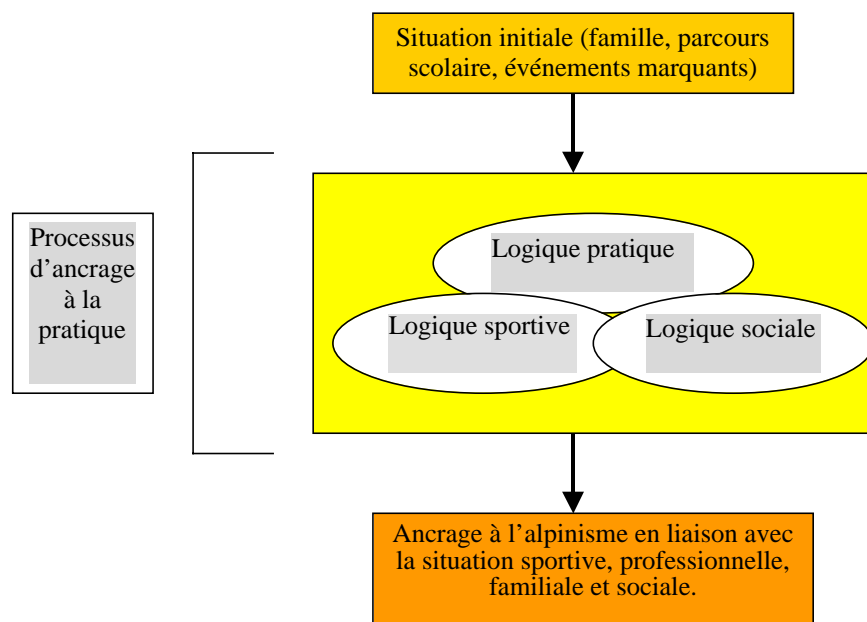 Situation initiale (famille, parcours
scolaire, événements marquants)
Processus
d’ancrage
à la
pratique
Logique pratique
Logique sportive
Logique sociale
Ancrage à l’alpinisme en liaison avec
la situation sportive, professionnelle,
familiale et sociale.